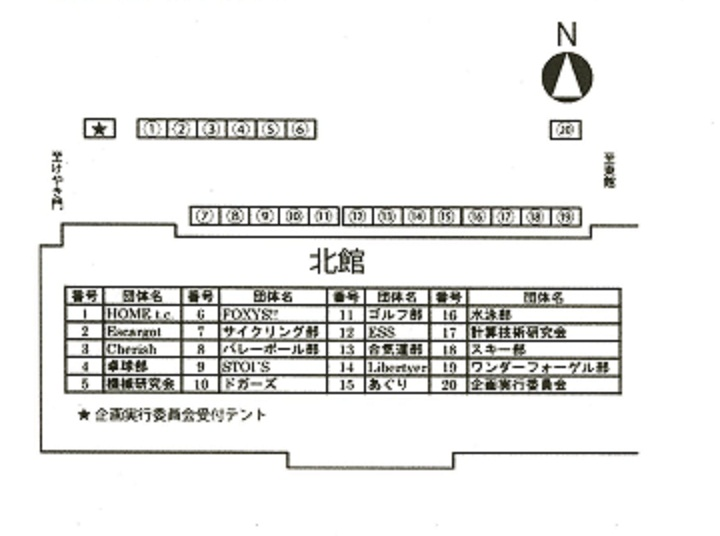 N
★ ① ② ③ ④ ⑤ ⑥ ⑳
至けやき門
至東館
⑦ ⑧ ⑨ ⑩ ⑪ ⑫ ⑬ ⑭ ⑮ ⑯ ⑰ ⑱ ⑲
北館
番号 団体名 番号 団体名 番号 団体名 番号 団体名
1 HOME t.c. 6 FOXYS!! 11 ゴルフ部 16 水泳部
2 Escargot 7 サイクリング部 12 ESS 17 計算技術研究会
3 Cherish 8 バレーボール部 13 合気道部 18 スキー部
4 卓球部 9 STOI'S 14 Libertyer 19 ワンダーフォーゲル部
5 機械研究会 10 ドガーズ 15 あぐり 20 企画実行委員会
★ 企画実行委員会受付テント